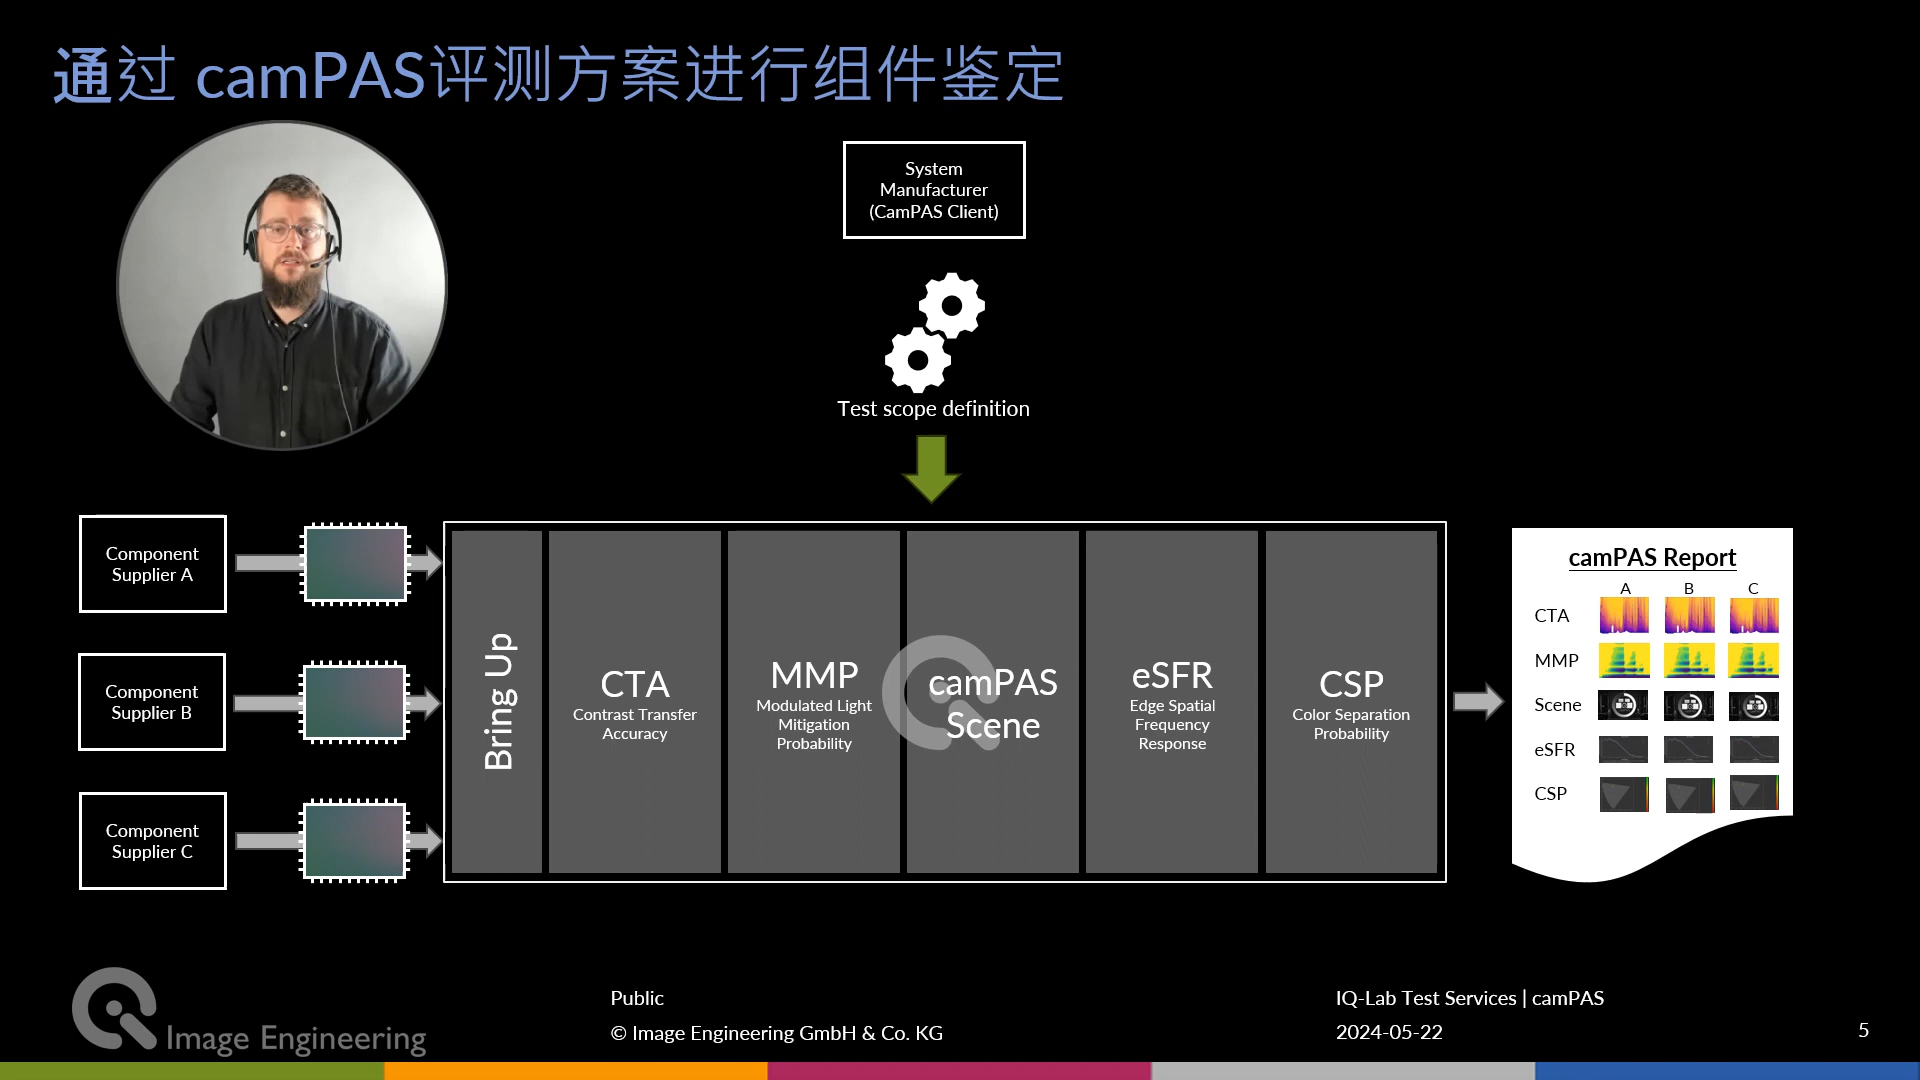 通过 camPAS评测方案进行组件鉴定
System
Manufacturer
(CamPAS Client)
Test scope definition
Component
Supplier A
Component
Supplier B
Component
Supplier C
Bring Up
CTA
Contrast Transfer
Accuracy
MMP
Modulated Light
Mitigation
Probability
camPAS
Scene
eSFR
Edge Spatial
Frequency
Response
CSP
Color Separation
Probability
camPAS Report
A B C
CTA
MMP
Scene
eSFR
CSP
Image Engineering
Public
© Image Engineering GmbH & Co. KG
IQ-Lab Test Services | camPAS
2024-05-22
5